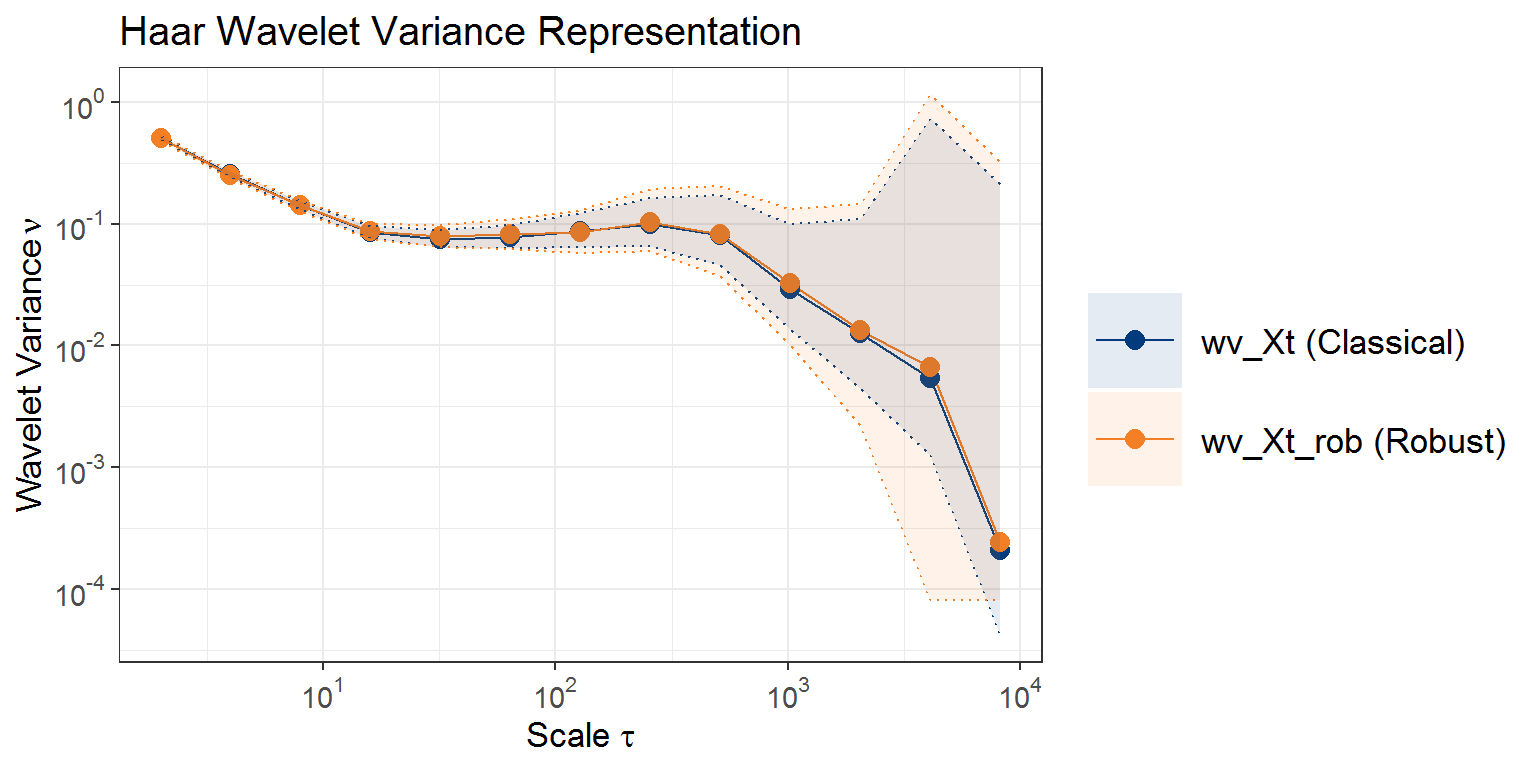 Haar Wavelet Variance Representation
Wavelet Variance ν
10^0
10^-1
10^-2
10^-3
10^-4
10^1 10^2 10^3 10^4
Scale τ
wv_Xt (Classical)
wv_Xt_rob (Robust)